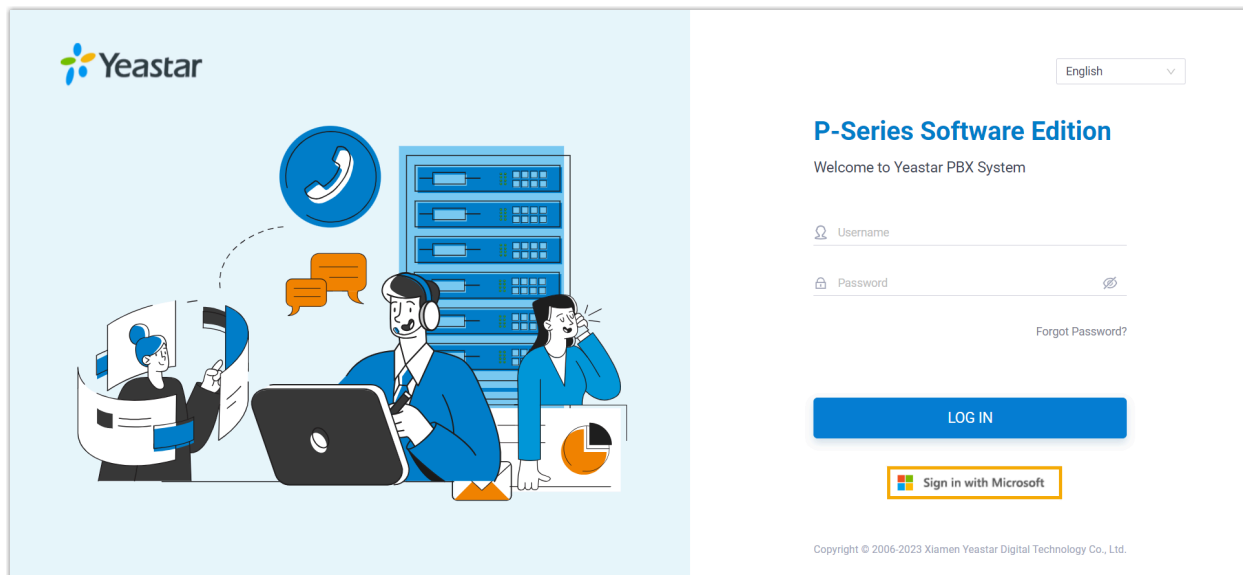 Yeastar
English
P-Series Software Edition
Welcome to Yeastar PBX System
Username
Password
Forgot Password?
LOG IN
Sign in with Microsoft
Copyright © 2006-2023 Xiamen Yeastar Digital Technology Co., Ltd.